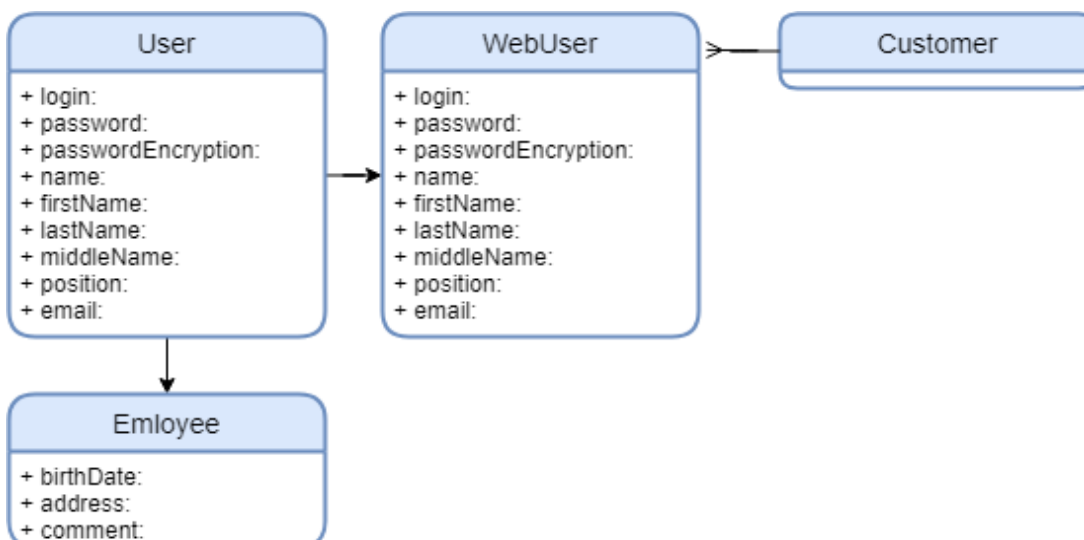 User
+ login:
+ password:
+ passwordEncryption:
+ name:
+ firstName:
+ lastName:
+ middleName:
+ position:
+ email:
WebUser
+ login:
+ password:
+ passwordEncryption:
+ name:
+ firstName:
+ lastName:
+ middleName:
+ position:
+ email:
Customer
Emloyee
+ birthDate:
+ address:
+ comment: